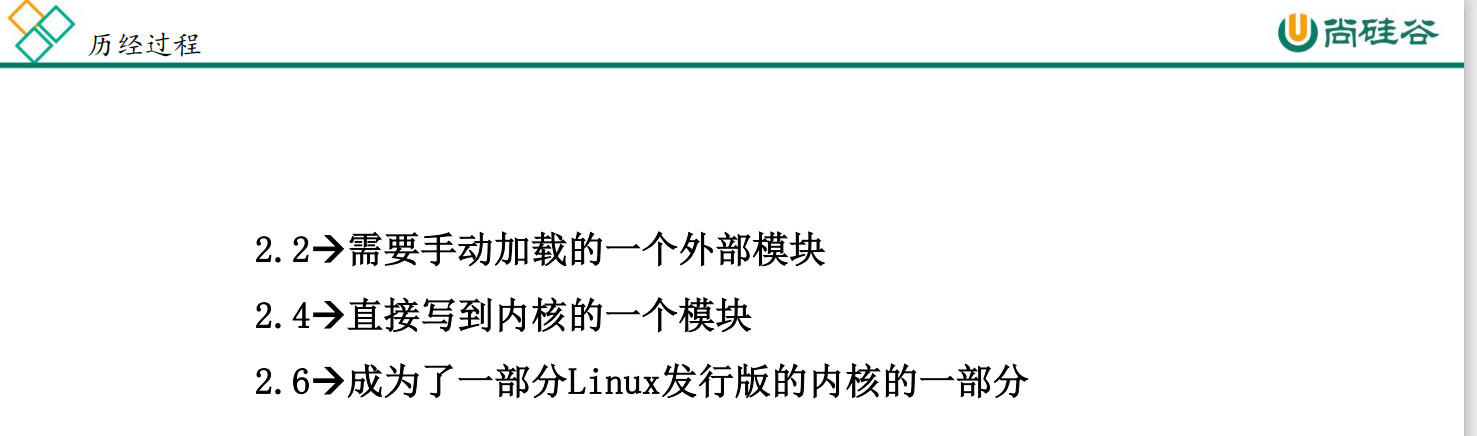 历经过程
尚硅谷
2.2→需要手动加载的一个外部模块
2.4→直接写到内核的一个模块
2.6→成为了一部分Linux发行版的内核的一部分